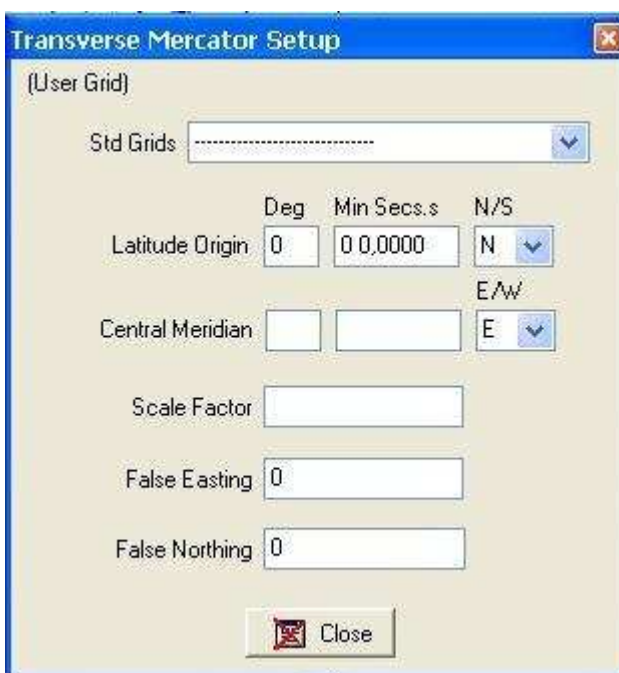 Transverse Mercator Setup
(User Grid)
Std Grids ------------------------------
Deg Min Secs.s N/S
Latitude Origin 0 0 0,0000 N
E/W
Central Meridian E
Scale Factor
False Easting 0
False Northing 0
Close